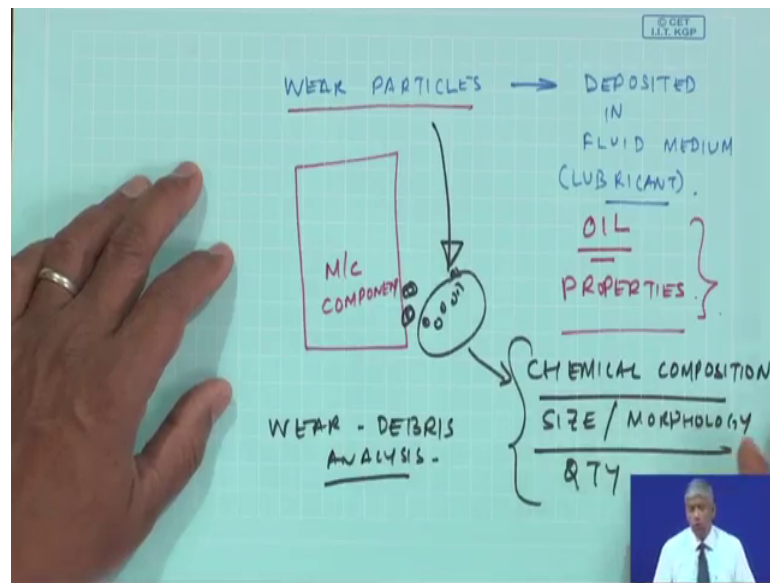 © CET
I.I.T. KGP
WEAR PARTICLES → DEPOSITED
IN
FLUID MEDIUM
(LUBRICANT).
OIL
PROPERTIES
M/C
COMPONENT
CHEMICAL COMPOSITION
SIZE / MORPHOLOGY
QTY
WEAR - DEBRIS
ANALYSIS.